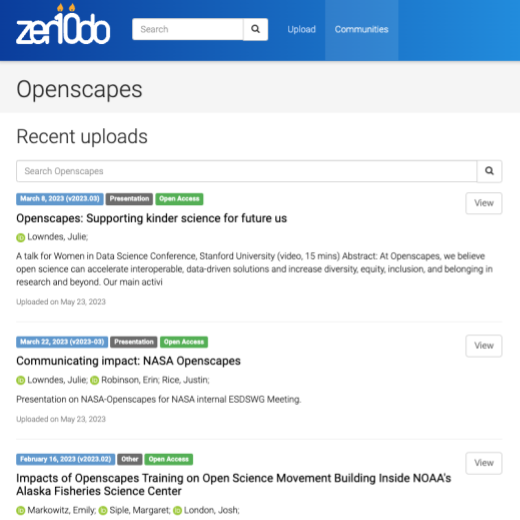 zen10do
Search
Upload
Communities
Openscapes
Recent uploads
Search Openscapes
March 8, 2023 (v2023.03) Presentation Open Access
View
Openscapes: Supporting kinder science for future us
iD Lowndes, Julie;
A talk for Women in Data Science Conference, Stanford University (video, 15 mins) Abstract: At Openscapes, we believe
open science can accelerate interoperable, data-driven solutions and increase diversity, equity, inclusion, and belonging in
research and beyond. Our main activi
Uploaded on May 23, 2023
March 22, 2023 (v2023-03) Presentation Open Access
View
Communicating impact: NASA Openscapes
iD Lowndes, Julie; iD Robinson, Erin; Rice, Justin;
Presentation on NASA-Openscapes for NASA internal ESDSWG Meeting.
Uploaded on May 23, 2023
February 16, 2023 (v2023.02) Other Open Access
View
Impacts of Openscapes Training on Open Science Movement Building Inside NOAA's
Alaska Fisheries Science Center
iD Markowitz, Emily; iD Siple, Margaret; iD London, Josh;